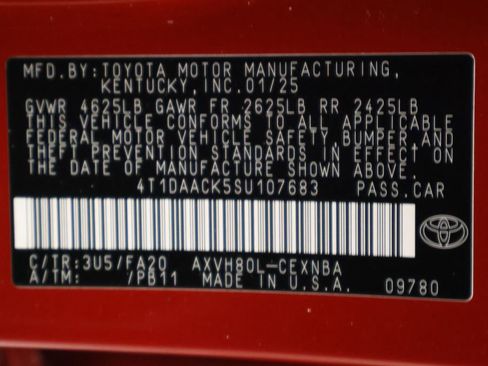 MFD. BY: TOYOTA MOTOR MANUFACTURING,
KENTUCKY, INC. 01/25
GVWR 4625LB GAWR FR 2625LB RR 2425LB
THIS VEHICLE CONFORMS TO ALL APPLICABLE
FEDERAL MOTOR VEHICLE SAFETY, BUMPER, AND
THEFT PREVENTION STANDARDS IN EFFECT ON
THE DATE OF MANUFACTURE SHOWN ABOVE.
4T1DAACK5SU107683 PASS. CAR
C/TR: 3U5/FA20 AXVH80L-CEXNBA
A/TM: /PB11 MADE IN U.S.A. 09780